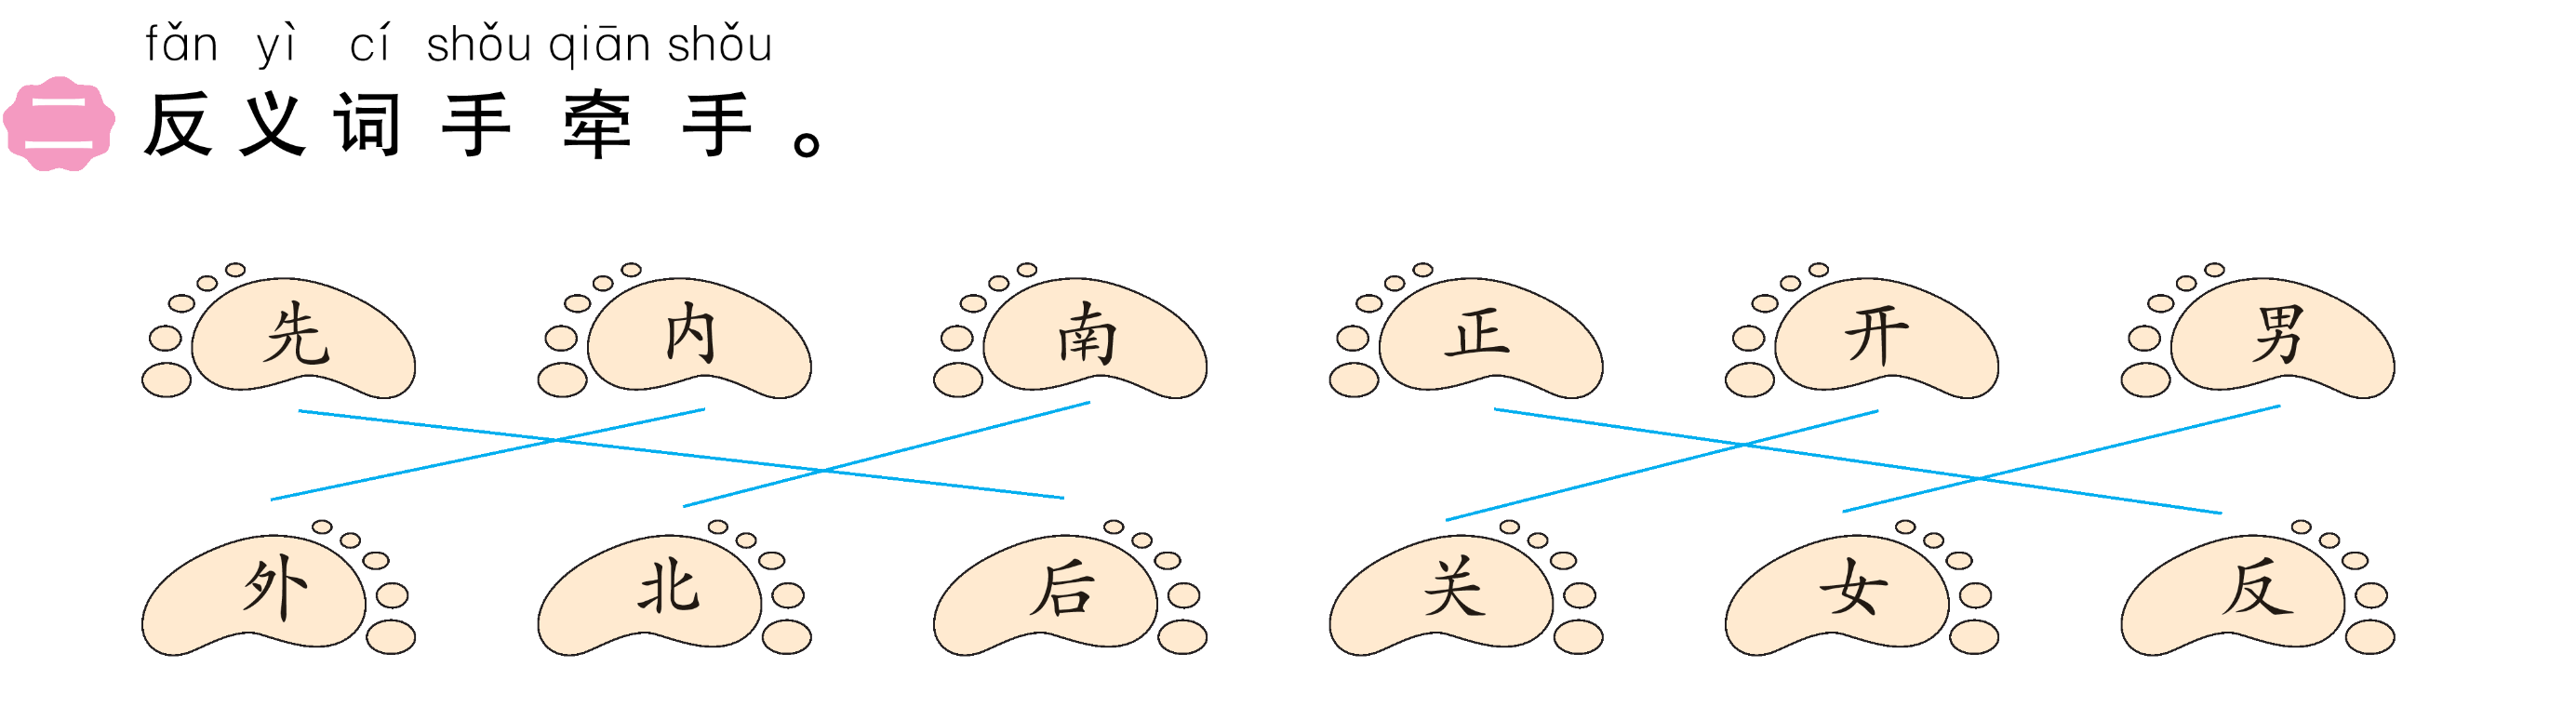 fǎn yì cí shǒu qiān shǒu
二 反义词手牵手。
先 内 南 正 开 男
外 北 后 关 女 反